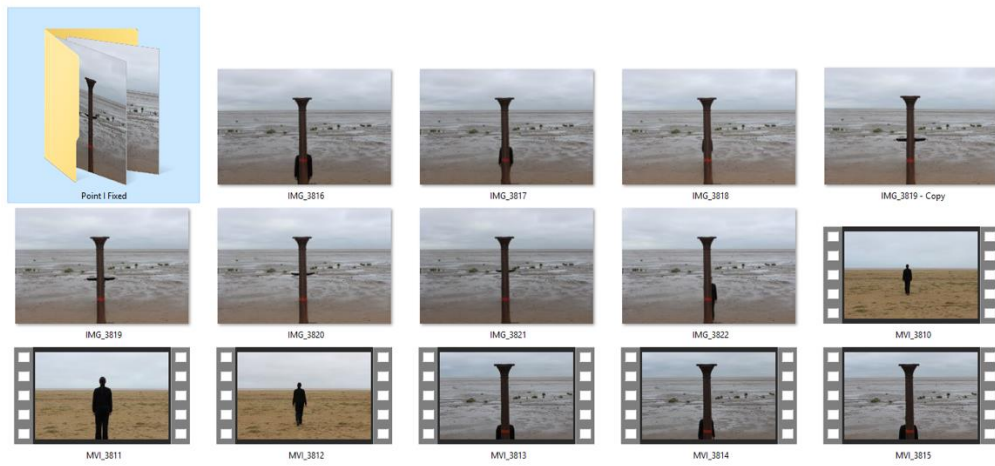 Point I Fixed
IMG_3816
IMG_3817
IMG_3818
IMG_3819 - Copy
IMG_3819
IMG_3820
IMG_3821
IMG_3822
MVI_3810
MVI_3811
MVI_3812
MVI_3813
MVI_3814
MVI_3815